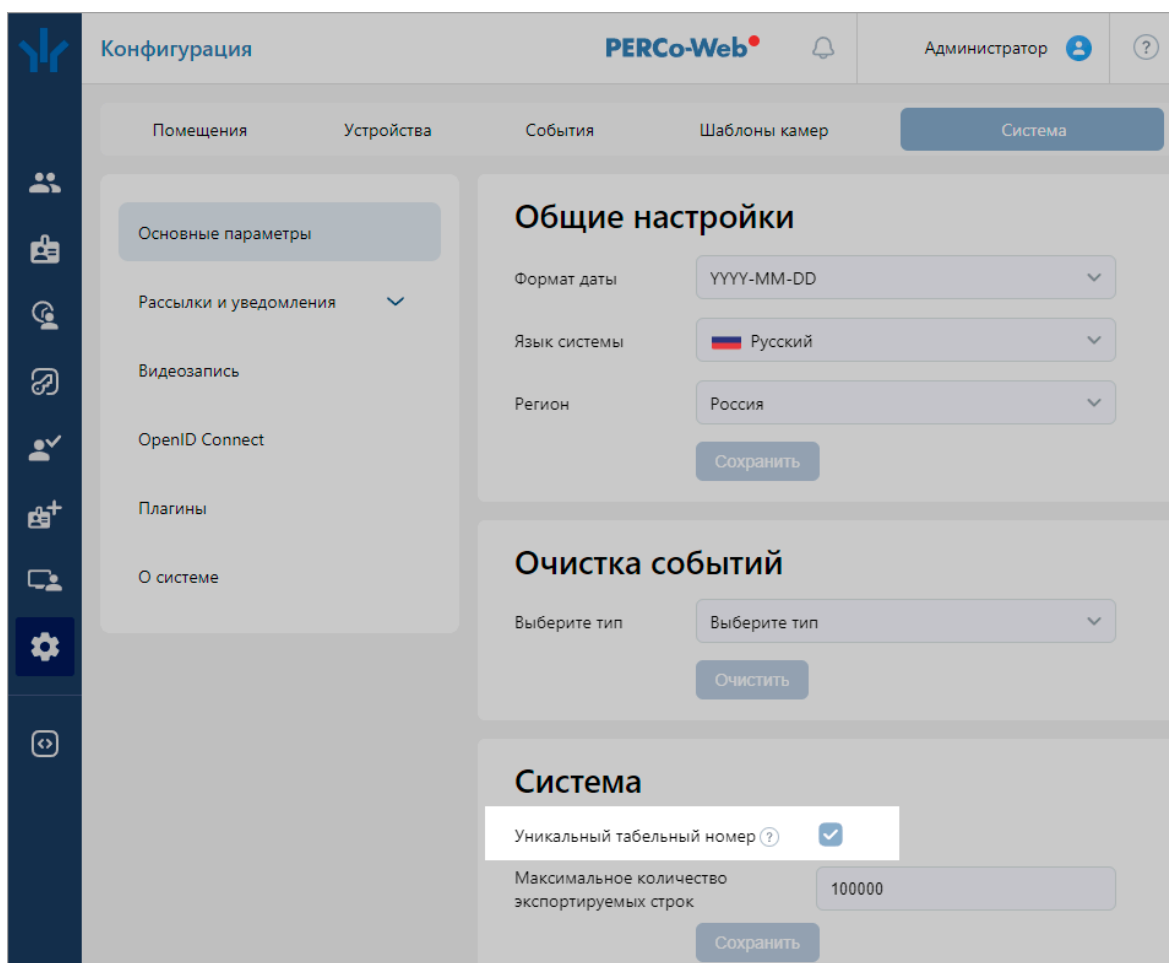 Конфигурация
PERCo-Web
Администратор
?
Помещения
Устройства
События
Шаблоны камер
Система
Основные параметры
Рассылки и уведомления
Видеозапись
OpenID Connect
Плагины
О системе
Общие настройки
Формат даты
YYYY-MM-DD
Язык системы
Русский
Регион
Россия
Сохранить
Очистка событий
Выберите тип
Выберите тип
Очистить
Система
Уникальный табельный номер ?
Максимальное количество
экспортируемых строк
100000
Сохранить